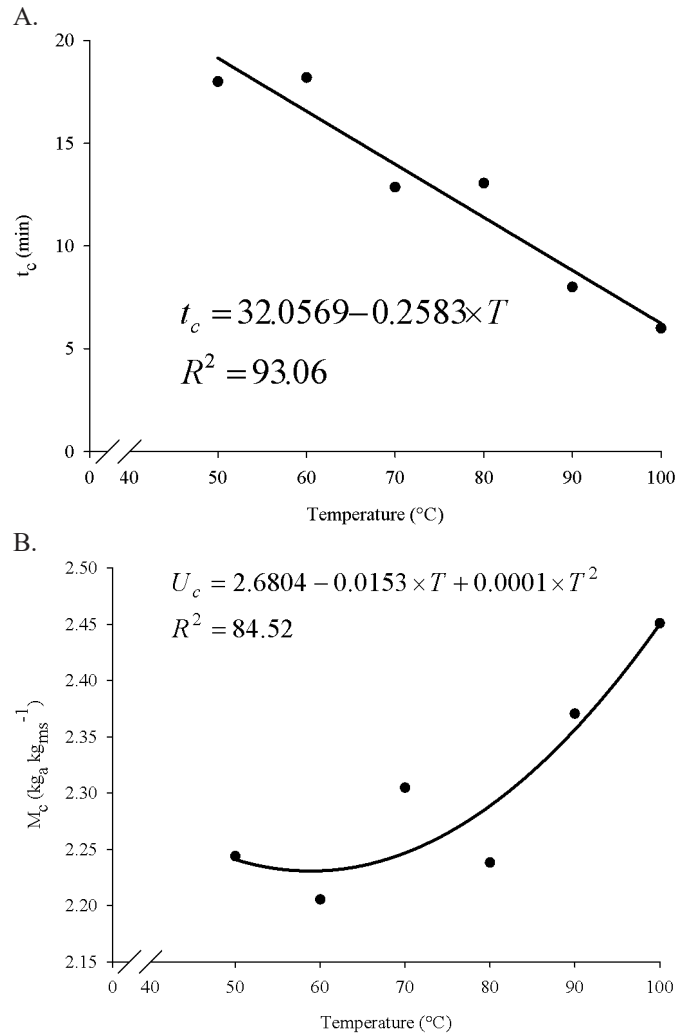 A.
20
15
10
5
0
t_c (min)
t_c = 32.0569−0.2583×T
R² = 93.06
0 40 50 60 70 80 90 100
Temperature (°C)
B.
2.50
2.45
2.40
2.35
2.30
2.25
2.20
2.15
M_c (kg_a kg_ms⁻¹)
U_c = 2.6804 − 0.0153 × T + 0.0001 × T²
R² = 84.52
0 40 50 60 70 80 90 100
Temperature (°C)